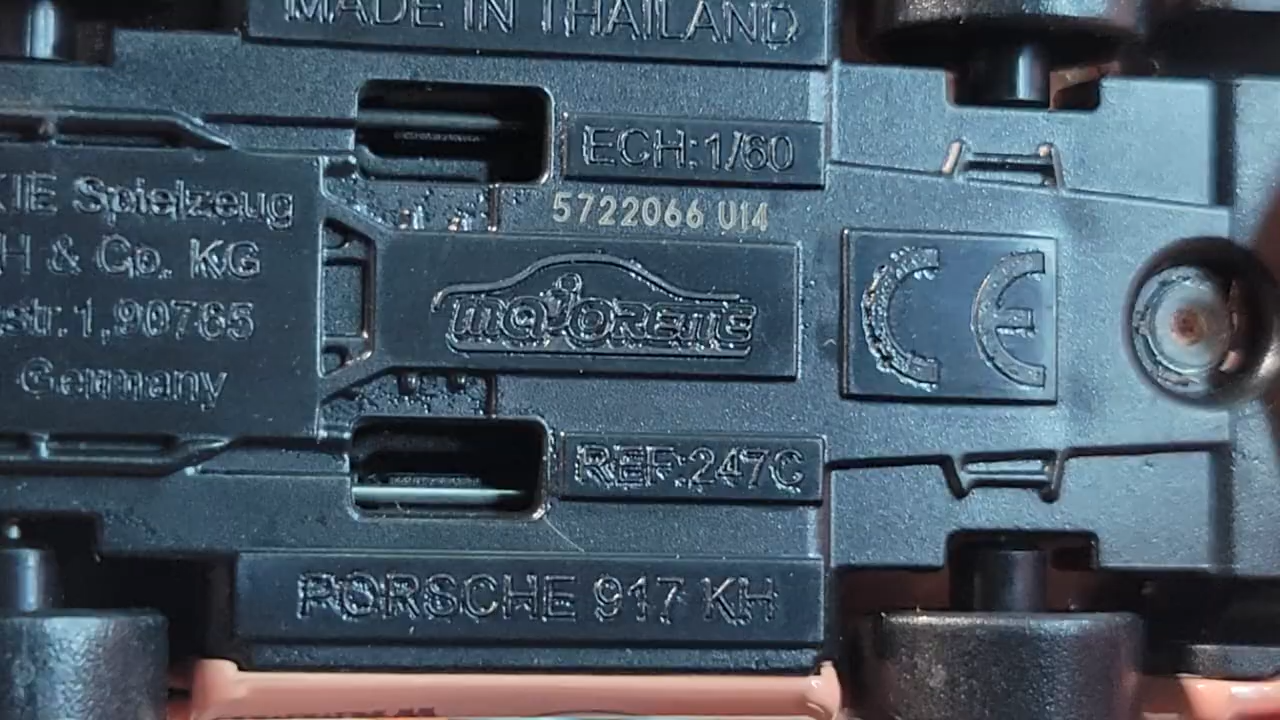 MADE IN THAILAND
ECH:1/60
KIE Spielzeug
H & Co. KG
str.1,90765
Germany
5722066 U14
majorette
CE
REF:247C
PORSCHE 917 KH